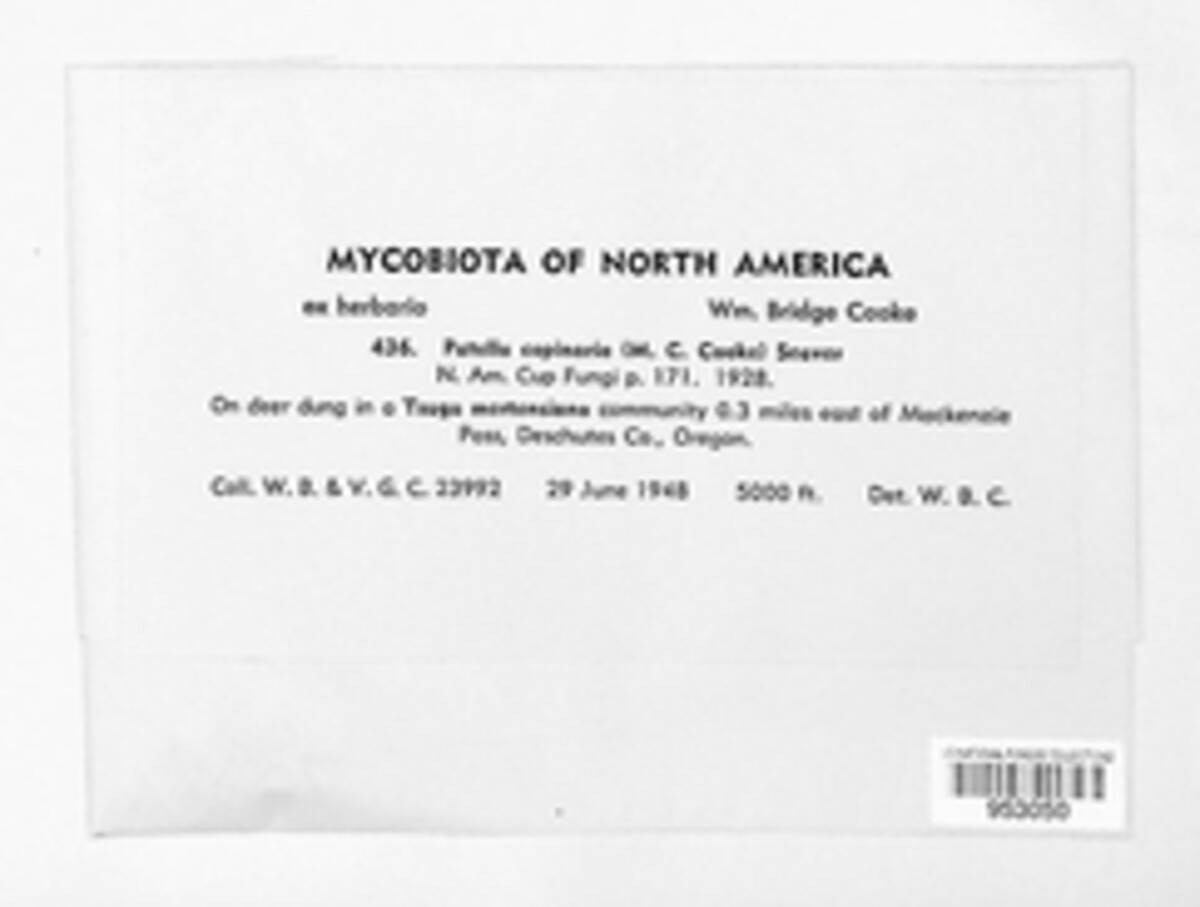 MYCOBIOTA OF NORTH AMERICA
ex herbario Wm. Bridge Cooke
436. Patella (M. C. Cooke) Seaver
N. Am. Cup Fungi p. 171. 1928.
On deer dung in a Tsuga mertensiana community 0.3 miles east of Mackenzie
Pass, Deschutes Co., Oregon.
Coll. W. B. & V. G. C. 23992 29 June 1948 5000 ft. Det. W. B. C.
953050